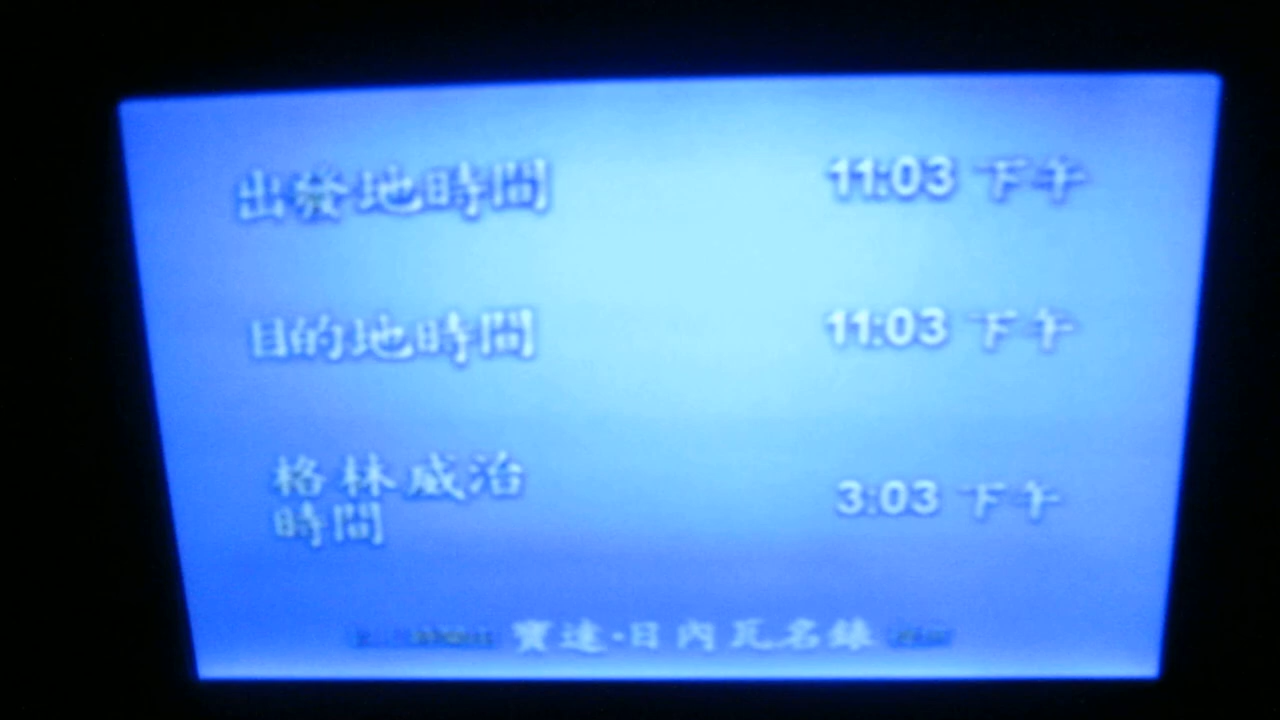 出發地時間 11:03 下午
目的地時間 11:03 下午
格林威治
時間 3:03 下午
寶達·日內瓦名錶